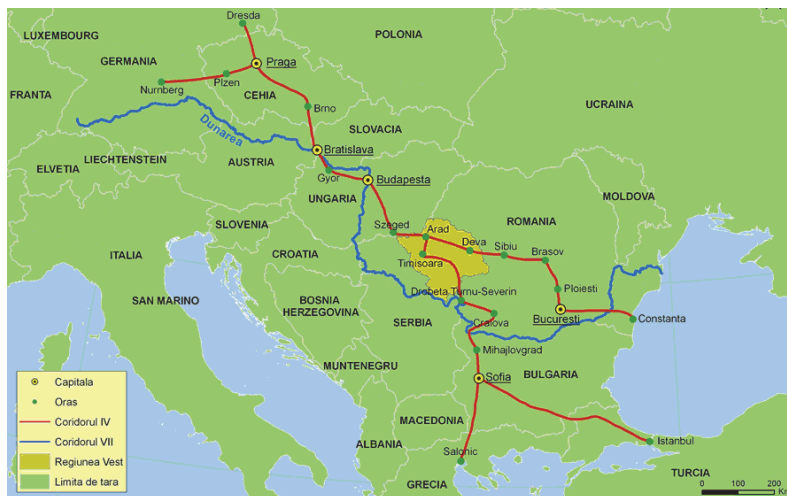 Dresda
LUXEMBOURG
POLONIA
GERMANIA
Praga
Plzen
Nurnberg
FRANTA
CEHIA
Brno
UCRAINA
Dunarea
SLOVACIA
Bratislava
LIECHTENSTEIN
AUSTRIA
ELVETIA
Gyor
Budapesta
UNGARIA
MOLDOVA
SLOVENIA
Szeged
Arad
ROMANIA
Deva
Sibiu
Brasov
ITALIA
CROATIA
Timisoara
Ploiesti
SAN MARINO
BOSNIA
HERZEGOVINA
Drobeta Turnu-Severin
Bucuresti
Constanta
SERBIA
Craiova
Mihajlovgrad
MUNTENEGRU
Sofia
BULGARIA
MACEDONIA
ALBANIA
Salonic
Istanbul
GRECIA
TURCIA
Capitala
Oras
Coridorul IV
Coridorul VII
Regiunea Vest
Limita de tara
0 100 200